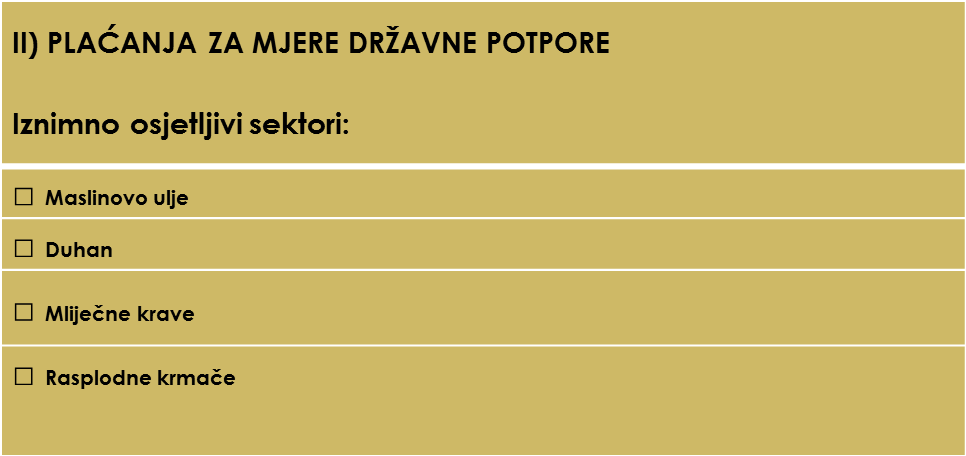 II) PLAĆANJA ZA MJERE DRŽAVNE POTPORE
Iznimno osjetljivi sektori:
☐ Maslinovo ulje
☐ Duhan
☐ Mliječne krave
☐ Rasplodne krmače